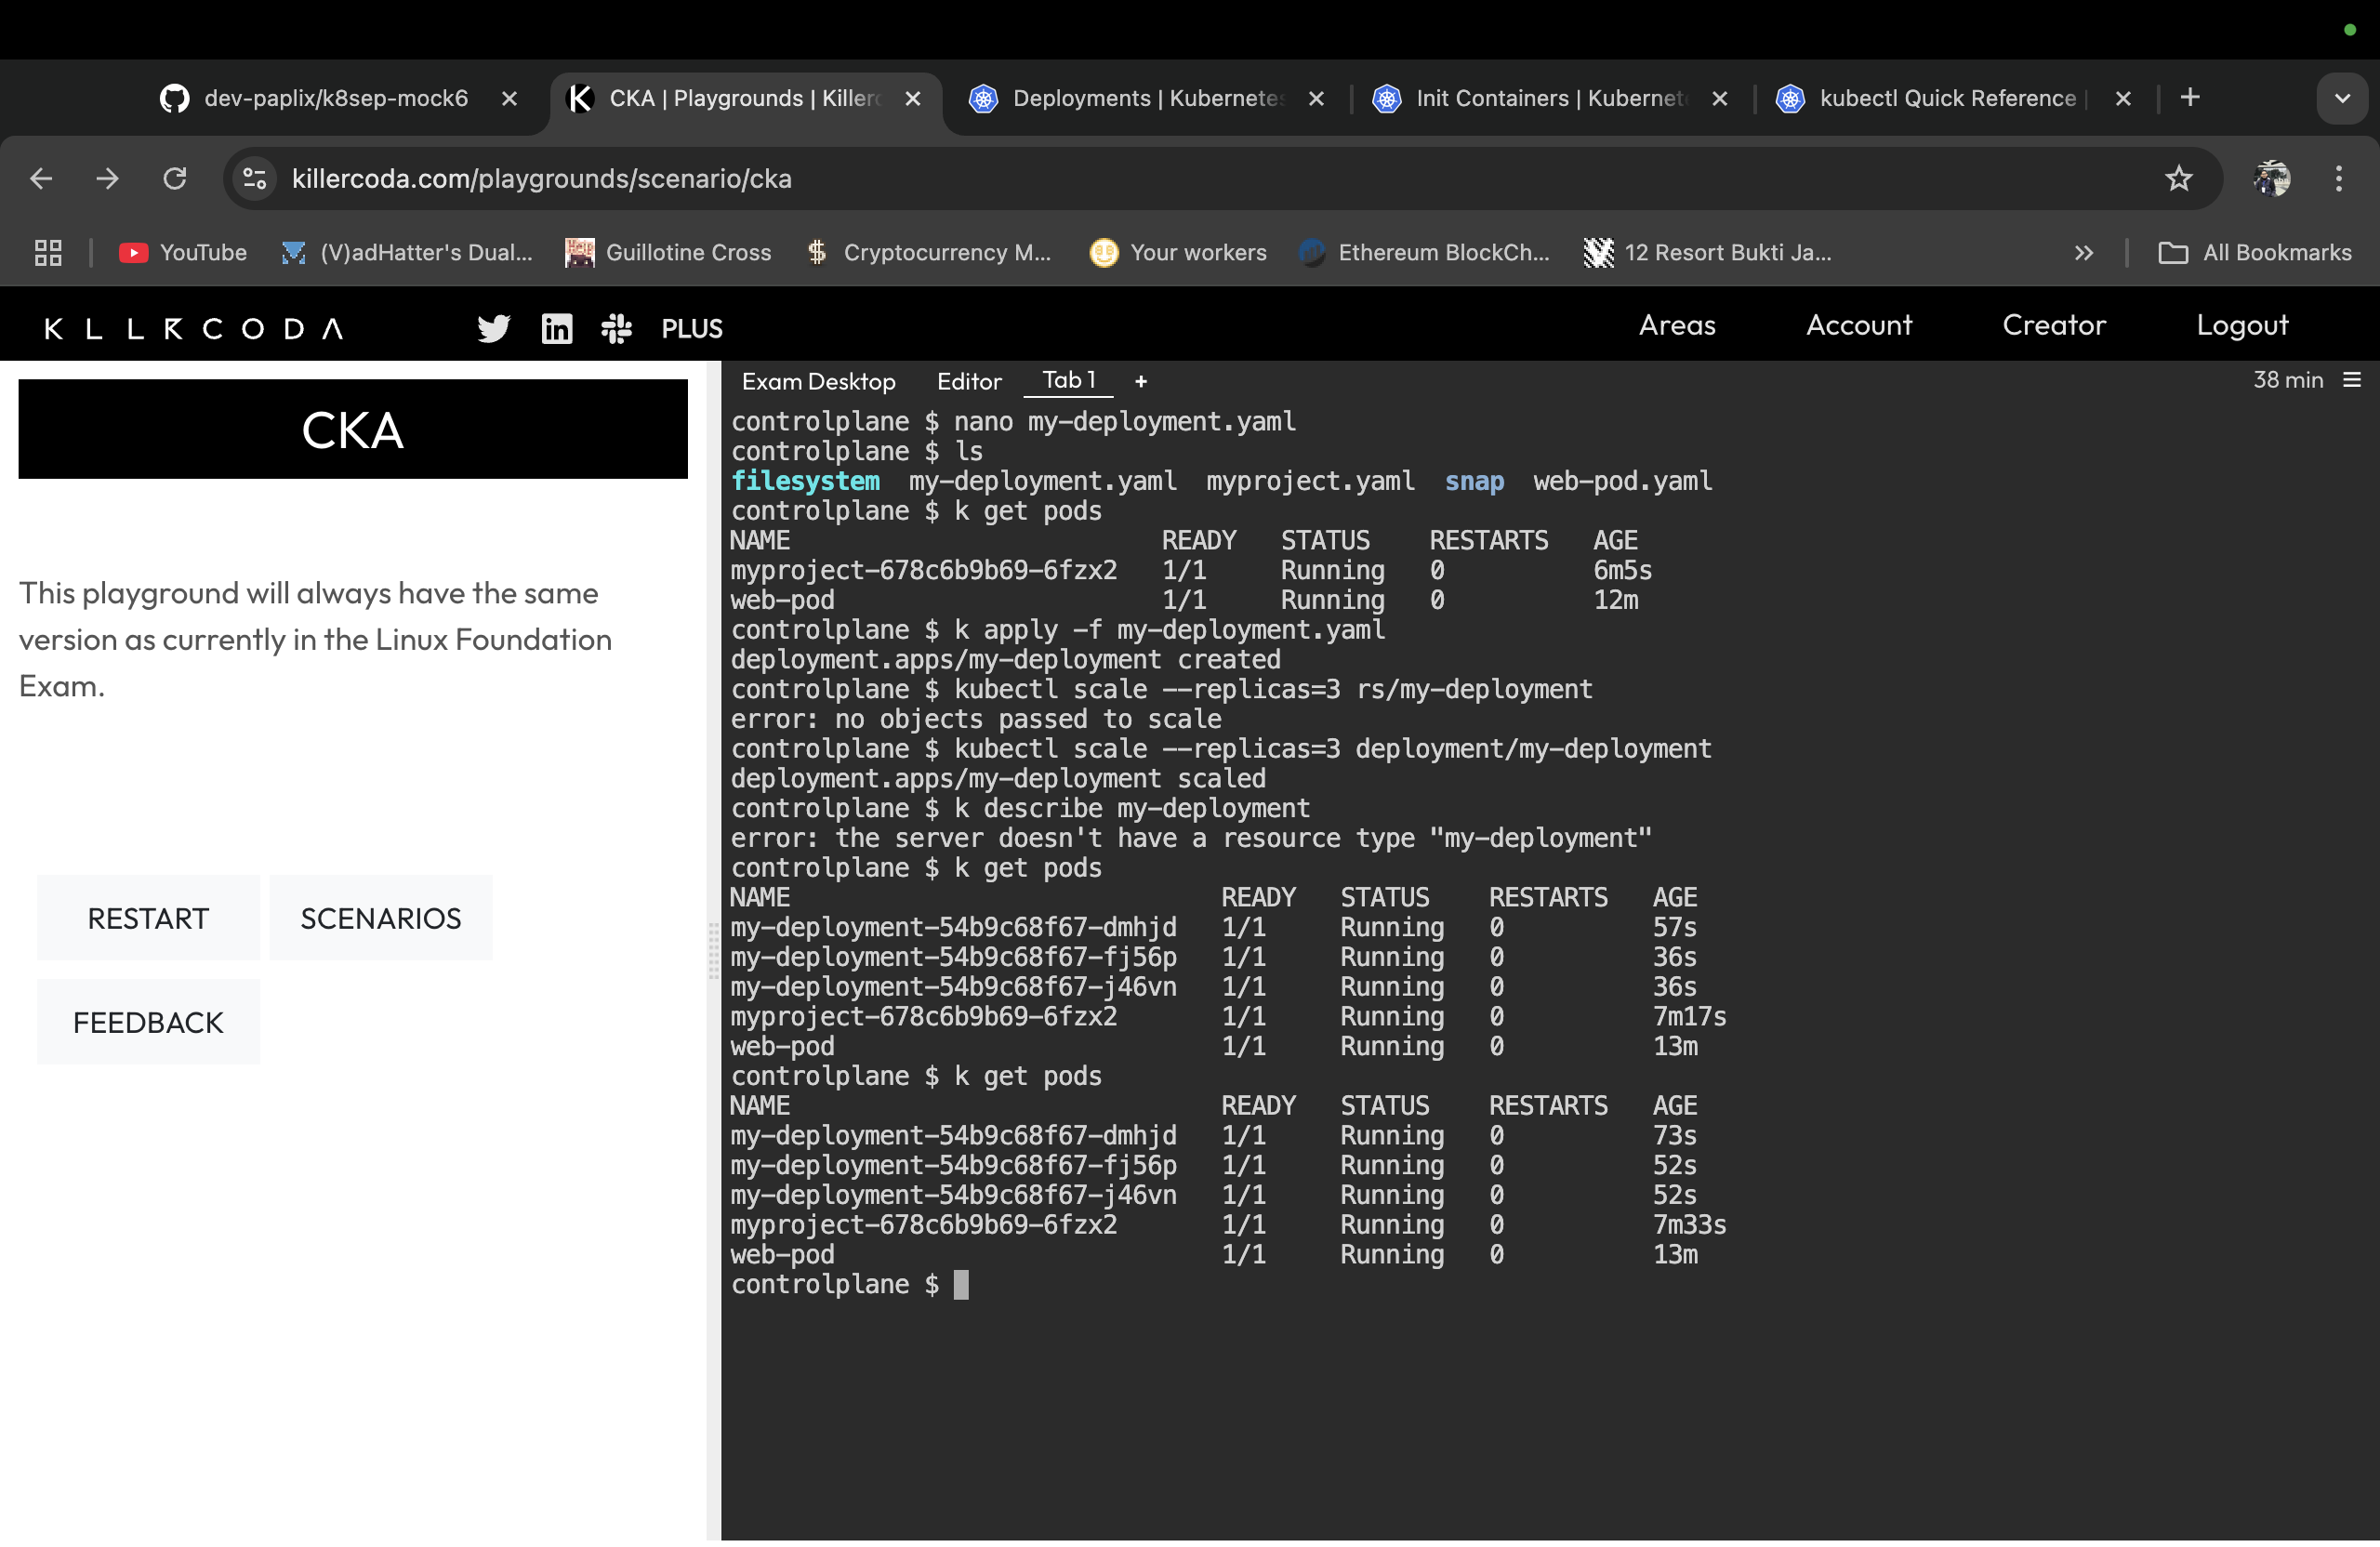 dev-paplix/k8sep-mock6
CKA | Playgrounds | Killerc
Deployments | Kubernetes
Init Containers | Kubernet
kubectl Quick Reference |
killercoda.com/playgrounds/scenario/cka
YouTube
(V)adHatter's Dual...
Guillotine Cross
Cryptocurrency M...
Your workers
Ethereum BlockCh...
12 Resort Bukti Ja...
All Bookmarks
KILLERCODA
PLUS
Areas
Account
Creator
Logout
CKA
This playground will always have the same
version as currently in the Linux Foundation
Exam.
RESTART
SCENARIOS
FEEDBACK
Exam Desktop
Editor
Tab 1
+
38 min
controlplane $ nano my-deployment.yaml
controlplane $ ls
filesystem  my-deployment.yaml  myproject.yaml  snap  web-pod.yaml
controlplane $ k get pods
NAME                         READY   STATUS    RESTARTS   AGE
myproject-678c6b9b69-6fzx2   1/1     Running   0          6m5s
web-pod                      1/1     Running   0          12m
controlplane $ k apply -f my-deployment.yaml
deployment.apps/my-deployment created
controlplane $ kubectl scale --replicas=3 rs/my-deployment
error: no objects passed to scale
controlplane $ kubectl scale --replicas=3 deployment/my-deployment
deployment.apps/my-deployment scaled
controlplane $ k describe my-deployment
error: the server doesn't have a resource type "my-deployment"
controlplane $ k get pods
NAME                             READY   STATUS    RESTARTS   AGE
my-deployment-54b9c68f67-dmhjd   1/1     Running   0          57s
my-deployment-54b9c68f67-fj56p   1/1     Running   0          36s
my-deployment-54b9c68f67-j46vn   1/1     Running   0          36s
myproject-678c6b9b69-6fzx2       1/1     Running   0          7m17s
web-pod                          1/1     Running   0          13m
controlplane $ k get pods
NAME                             READY   STATUS    RESTARTS   AGE
my-deployment-54b9c68f67-dmhjd   1/1     Running   0          73s
my-deployment-54b9c68f67-fj56p   1/1     Running   0          52s
my-deployment-54b9c68f67-j46vn   1/1     Running   0          52s
myproject-678c6b9b69-6fzx2       1/1     Running   0          7m33s
web-pod                          1/1     Running   0          13m
controlplane $